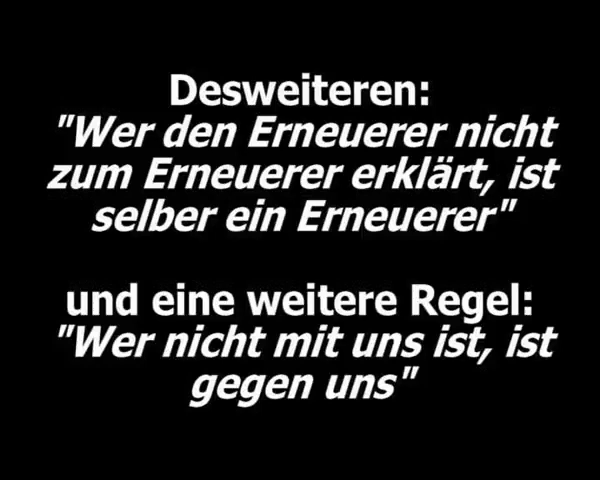 Desweiteren:
"Wer den Erneuerer nicht
zum Erneuerer erklärt, ist
selber ein Erneuerer"
und eine weitere Regel:
"Wer nicht mit uns ist, ist
gegen uns"